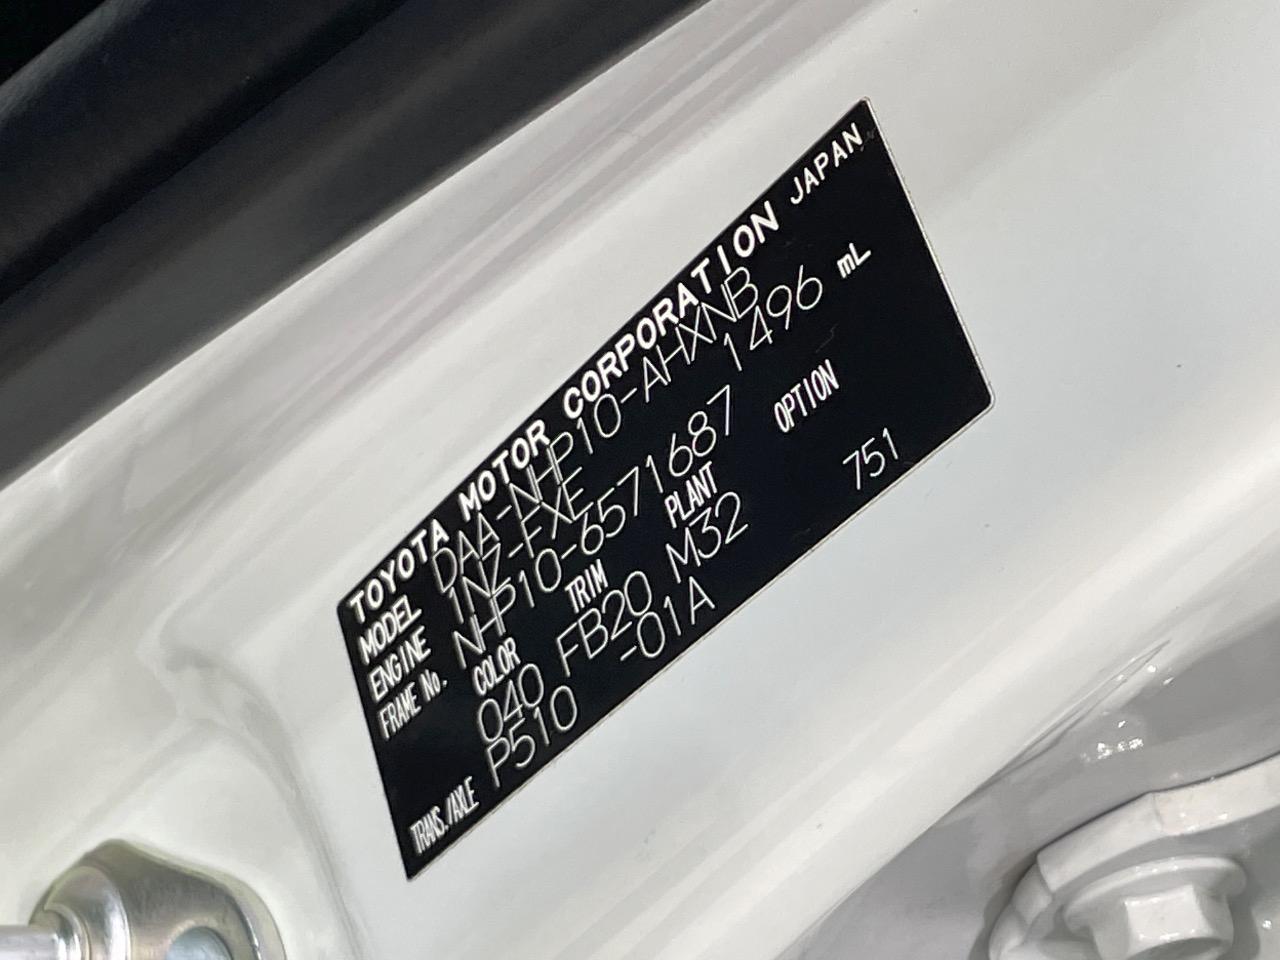 TOYOTA MOTOR CORPORATION JAPAN
MODEL DAA-NHP10-AHXNB
ENGINE 1NZ-FXE 1496 mL
FRAME No. NHP10-6571687
COLOR TRIM PLANT OPTION
040 FB20 M32 751
TRANS./AXLE P510 -01A